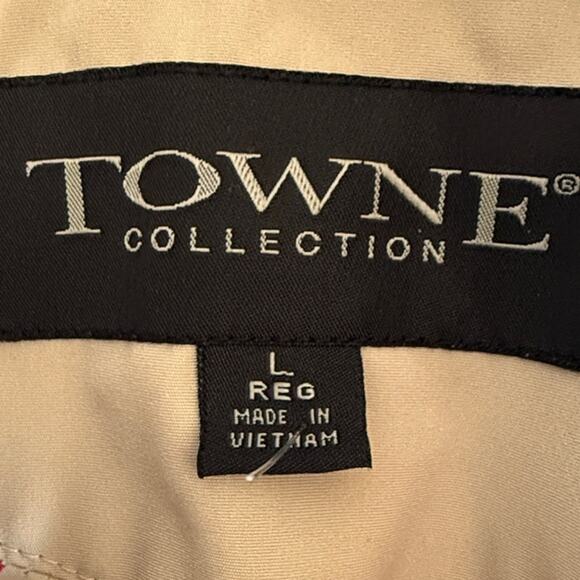 TOWNE®
COLLECTION
L
REG
MADE IN
VIETNAM